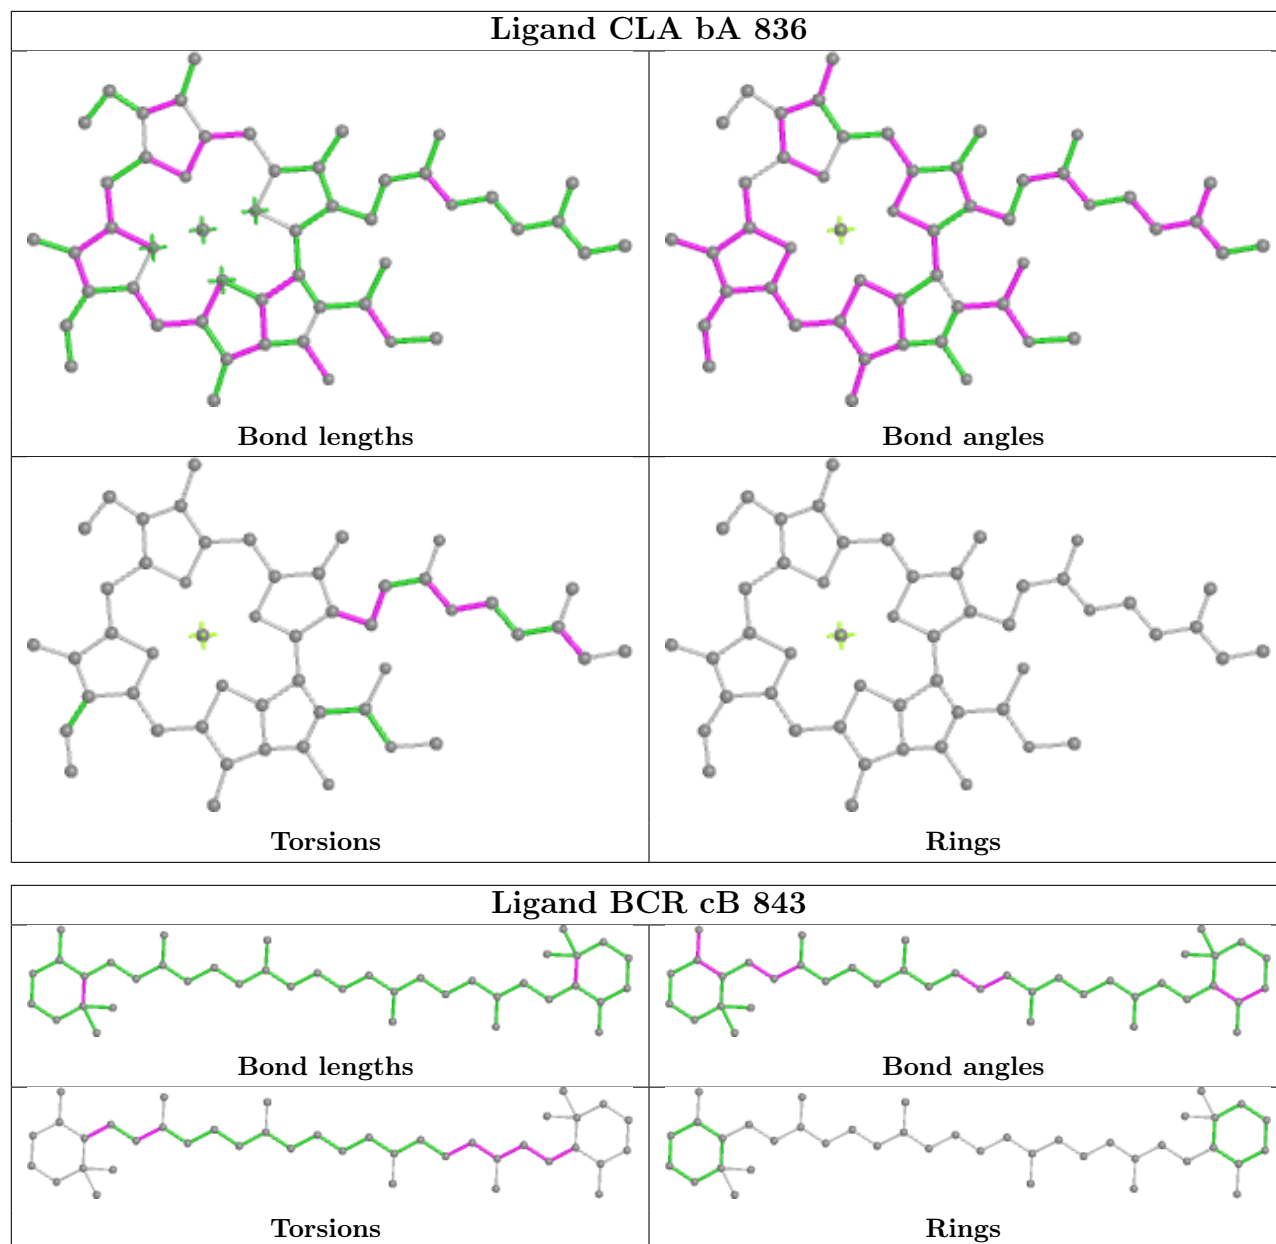 Ligand CLA bA 836
Bond lengths
Bond angles
Torsions
Rings
Ligand BCR cB 843
Bond lengths
Bond angles
Torsions
Rings